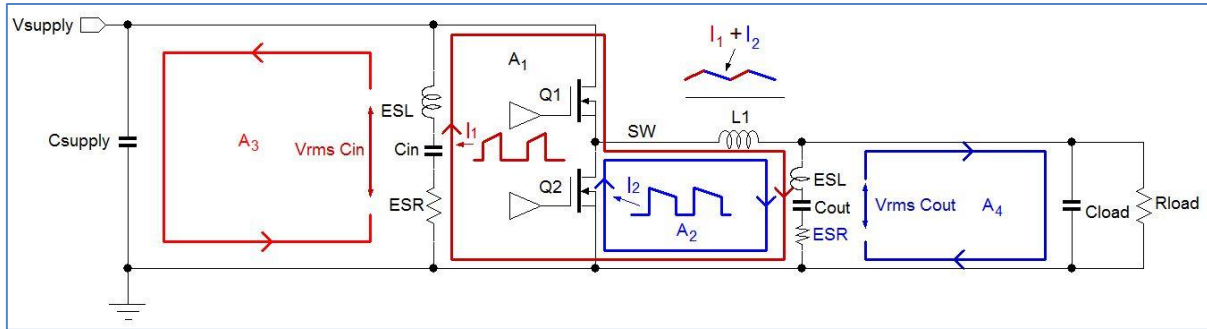 Vsupply
I1 + I2
A1
Q1
ESL
L1
SW
I1
Csupply
A3
Vrms Cin
Cin
ESL
Q2
I2
Cout
Vrms Cout
A4
Cload
Rload
ESR
A2
ESR